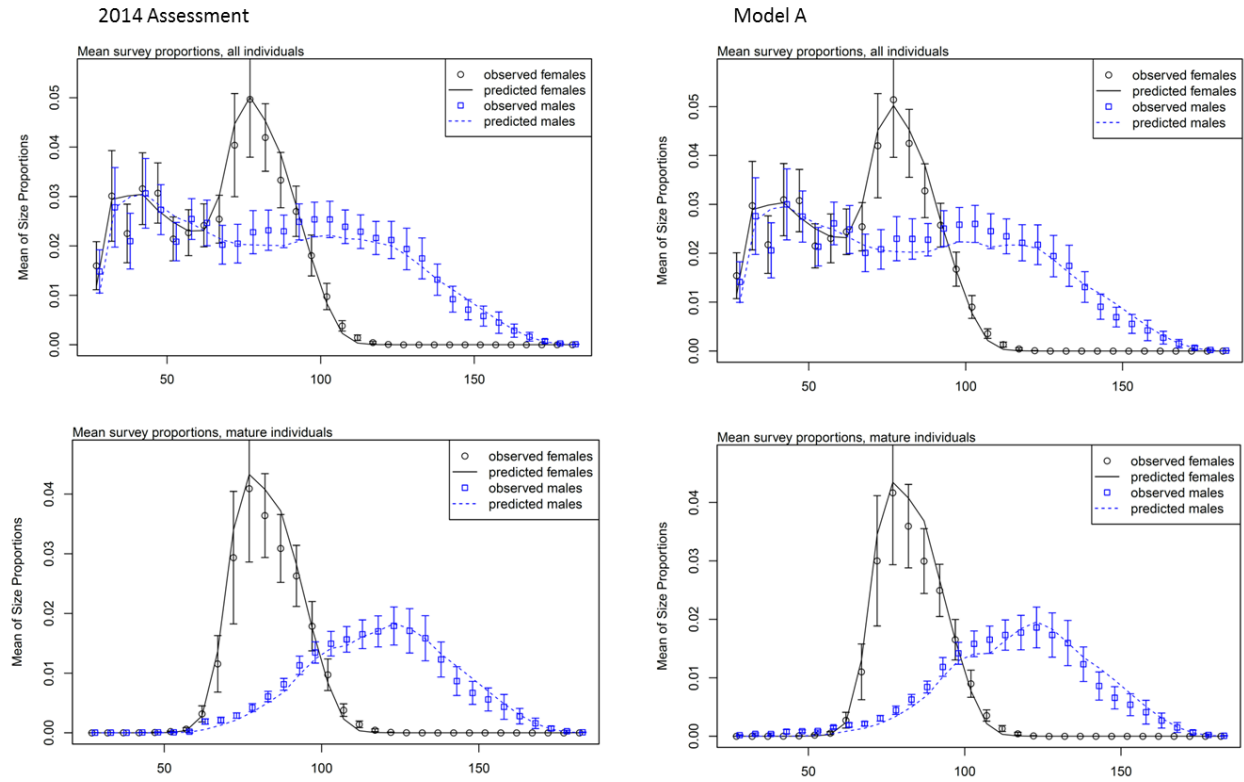 2014 Assessment
Model A
Mean survey proportions, all individuals
observed females
predicted females
observed males
predicted males
Mean of Size Proportions
0.00 0.01 0.02 0.03 0.04 0.05
50 100 150
Mean survey proportions, all individuals
observed females
predicted females
observed males
predicted males
Mean of Size Proportions
0.00 0.01 0.02 0.03 0.04 0.05
50 100 150
Mean survey proportions, mature individuals
observed females
predicted females
observed males
predicted males
Mean of Size Proportions
0.00 0.01 0.02 0.03 0.04
50 100 150
Mean survey proportions, mature individuals
observed females
predicted females
observed males
predicted males
Mean of Size Proportions
0.00 0.01 0.02 0.03 0.04
50 100 150